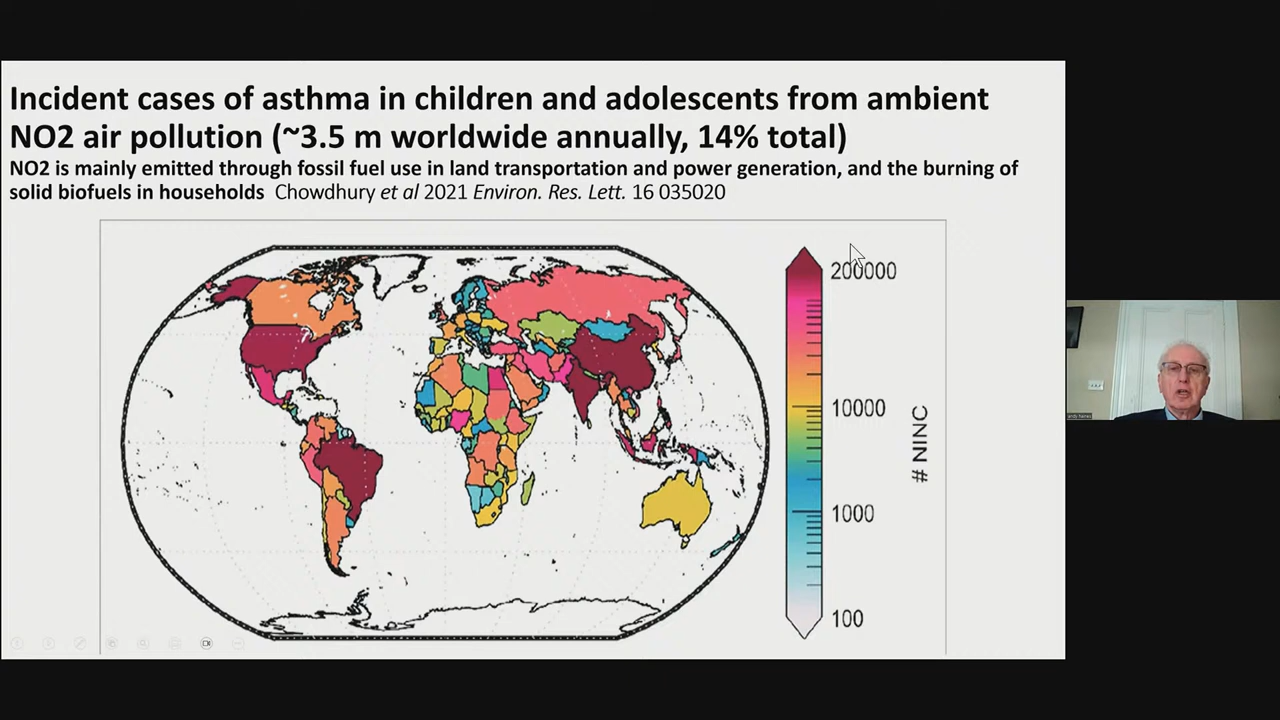 Incident cases of asthma in children and adolescents from ambient
NO2 air pollution (~3.5 m worldwide annually, 14% total)
NO2 is mainly emitted through fossil fuel use in land transportation and power generation, and the burning of
solid biofuels in households Chowdhury et al 2021 Environ. Res. Lett. 16 035020
200000
10000
# NINC
1000
100